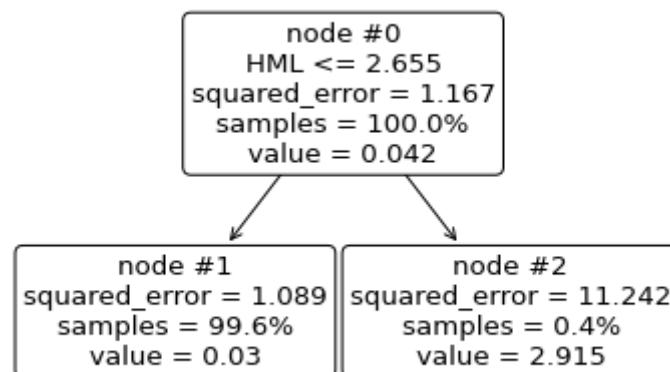 node #0
HML <= 2.655
squared_error = 1.167
samples = 100.0%
value = 0.042
node #1
squared_error = 1.089
samples = 99.6%
value = 0.03
node #2
squared_error = 11.242
samples = 0.4%
value = 2.915